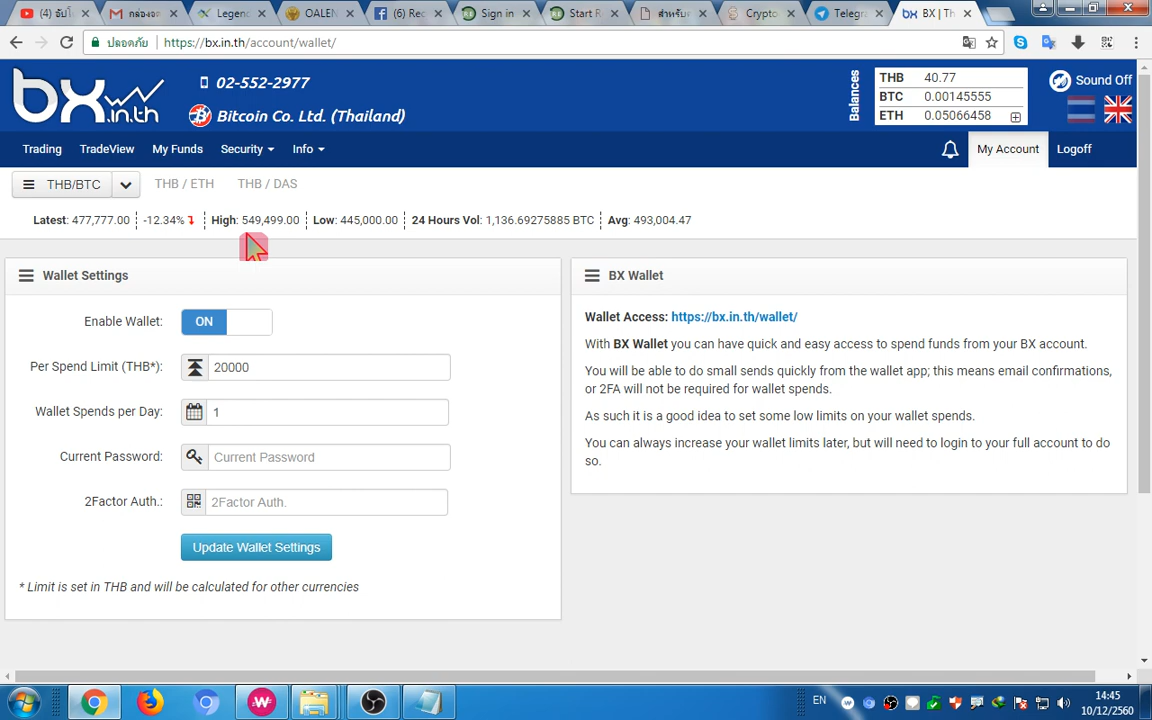 (4) ธันโ
กล่องจด
Legenc
OALEN
(6) Rec
Sign in
Start R
สำหรับ
Crypto
Telegra
BX | Th
ปลอดภัย
https://bx.in.th/account/wallet/
bx.in.th
02-552-2977
Bitcoin Co. Ltd. (Thailand)
Balances
THB 40.77
BTC 0.00145555
ETH 0.05066458
Sound Off
Trading TradeView My Funds Security Info My Account Logoff
THB/BTC THB / ETH THB / DAS
Latest: 477,777.00 -12.34% High: 549,499.00 Low: 445,000.00 24 Hours Vol: 1,136.69275885 BTC Avg: 493,004.47
Wallet Settings
Enable Wallet: ON
Per Spend Limit (THB*): 20000
Wallet Spends per Day: 1
Current Password: Current Password
2Factor Auth.: 2Factor Auth.
Update Wallet Settings
* Limit is set in THB and will be calculated for other currencies
BX Wallet
Wallet Access: https://bx.in.th/wallet/
With BX Wallet you can have quick and easy access to spend funds from your BX account.
You will be able to do small sends quickly from the wallet app; this means email confirmations,
or 2FA will not be required for wallet spends.
As such it is a good idea to set some low limits on your wallet spends.
You can always increase your wallet limits later, but will need to login to your full account to do
so.
EN
14:45
10/12/2560